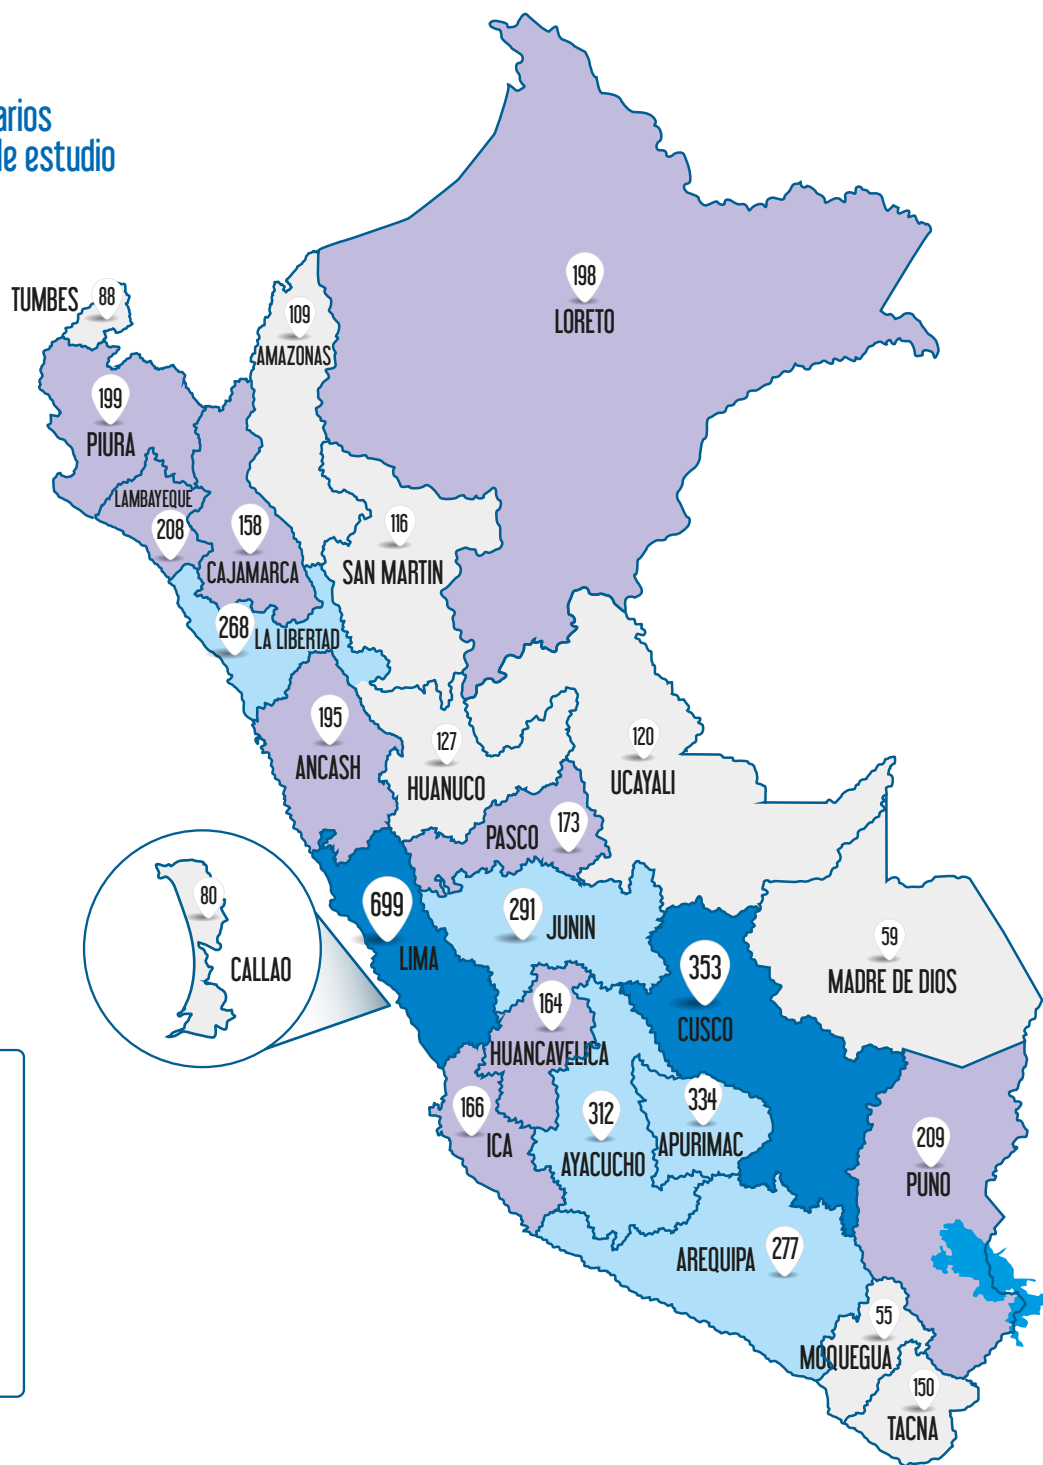 arios
le estudio
198
LORETO
TUMBES
88
109
AMAZONAS
199
PIURA
LAMBAYEQUE
208
158
CAJAMARCA
116
SAN MARTIN
268
LA LIBERTAD
195
ANCASH
127
HUANUCO
120
UCAYALI
PASCO
173
80
CALLAO
699
LIMA
291
JUNIN
353
CUSCO
59
MADRE DE DIOS
164
HUANCAVELICA
166
ICA
312
AYACUCHO
334
APURIMAC
209
PUNO
AREQUIPA
277
55
MOQUEGUA
150
TACNA